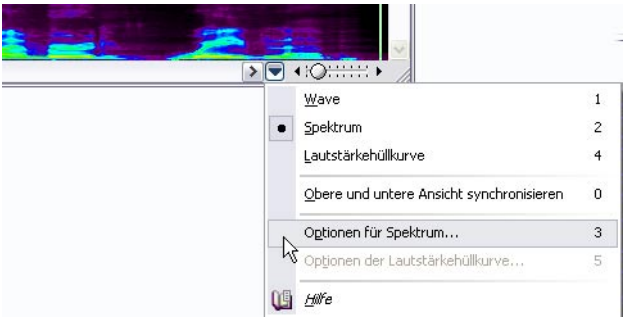 Wave 1
Spektrum 2
Lautstärkehüllkurve 4
Obere und untere Ansicht synchronisieren 0
Optionen für Spektrum... 3
Optionen der Lautstärkehüllkurve... 5
Hilfe